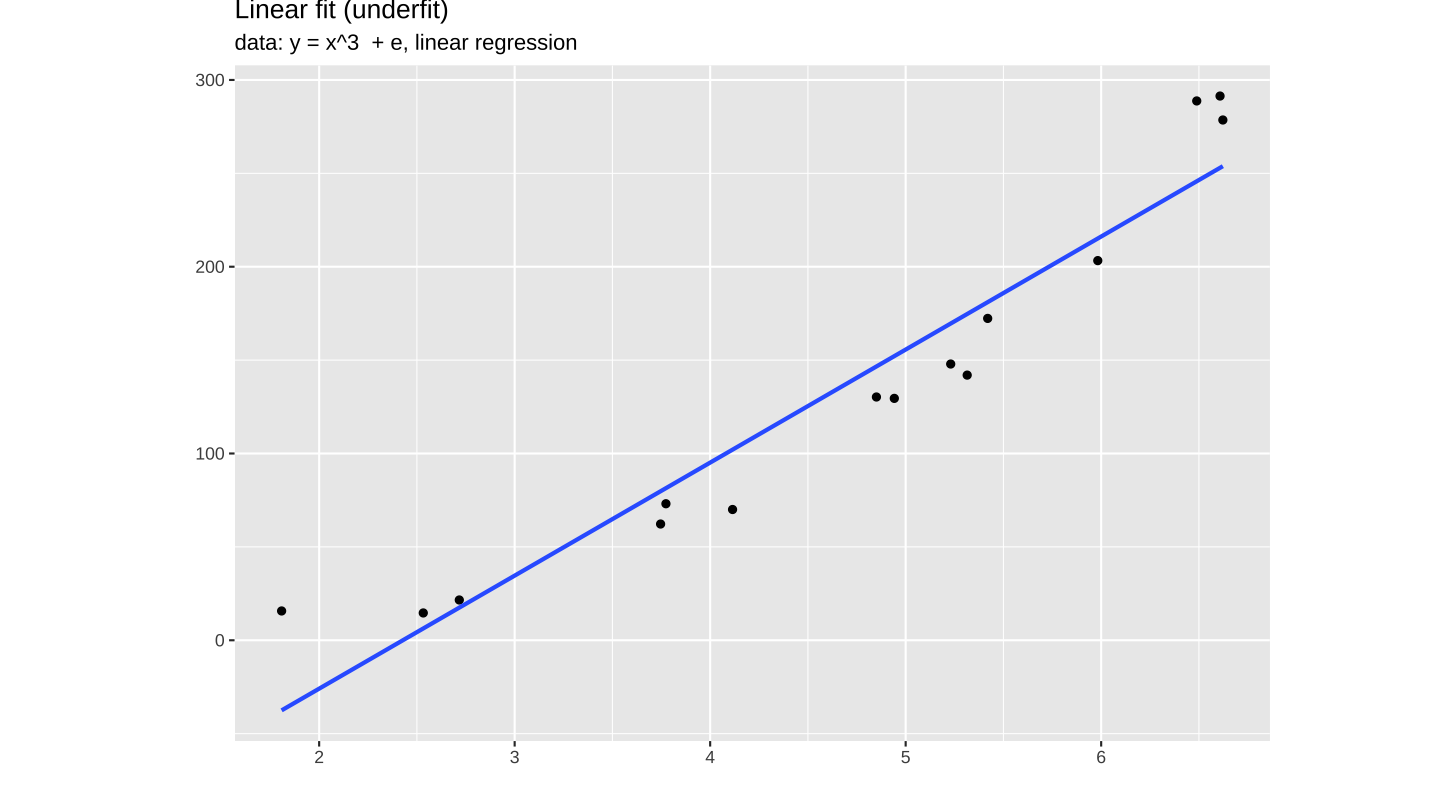 Linear fit (underfit)
data: y = x^3  + e, linear regression
300
200
100
0
2 3 4 5 6